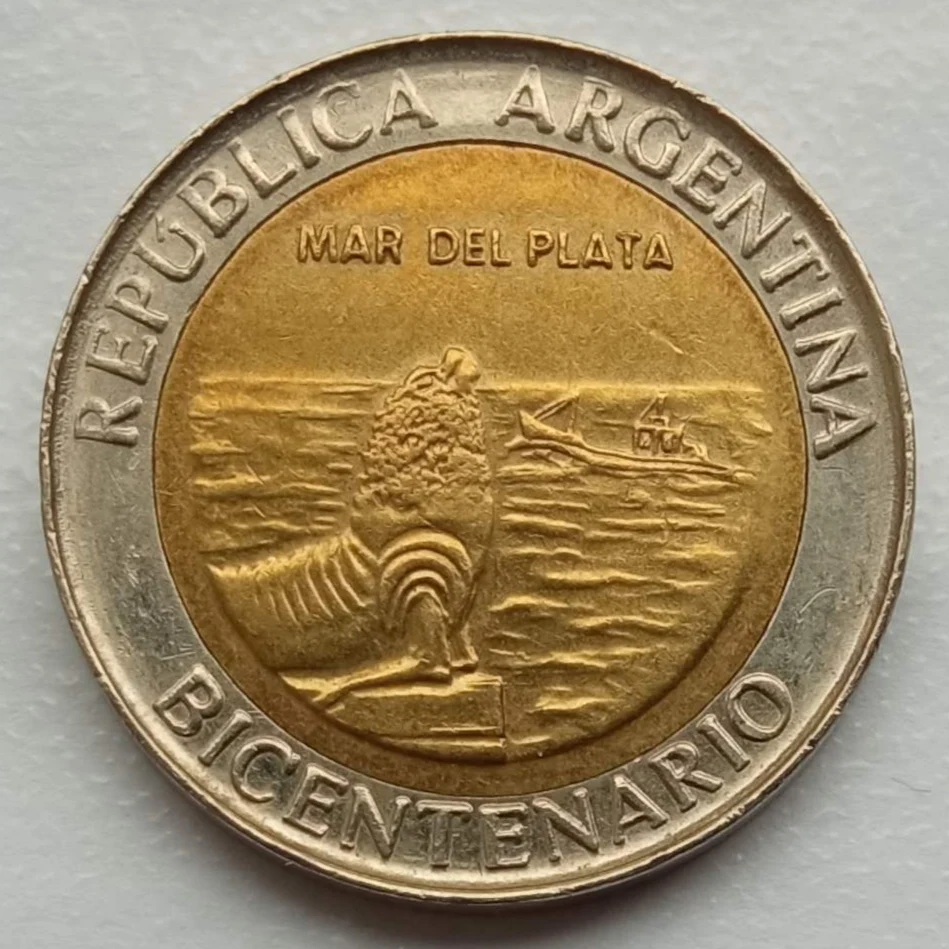 REPÚBLICA ARGENTINA
MAR DEL PLATA
BICENTENARIO